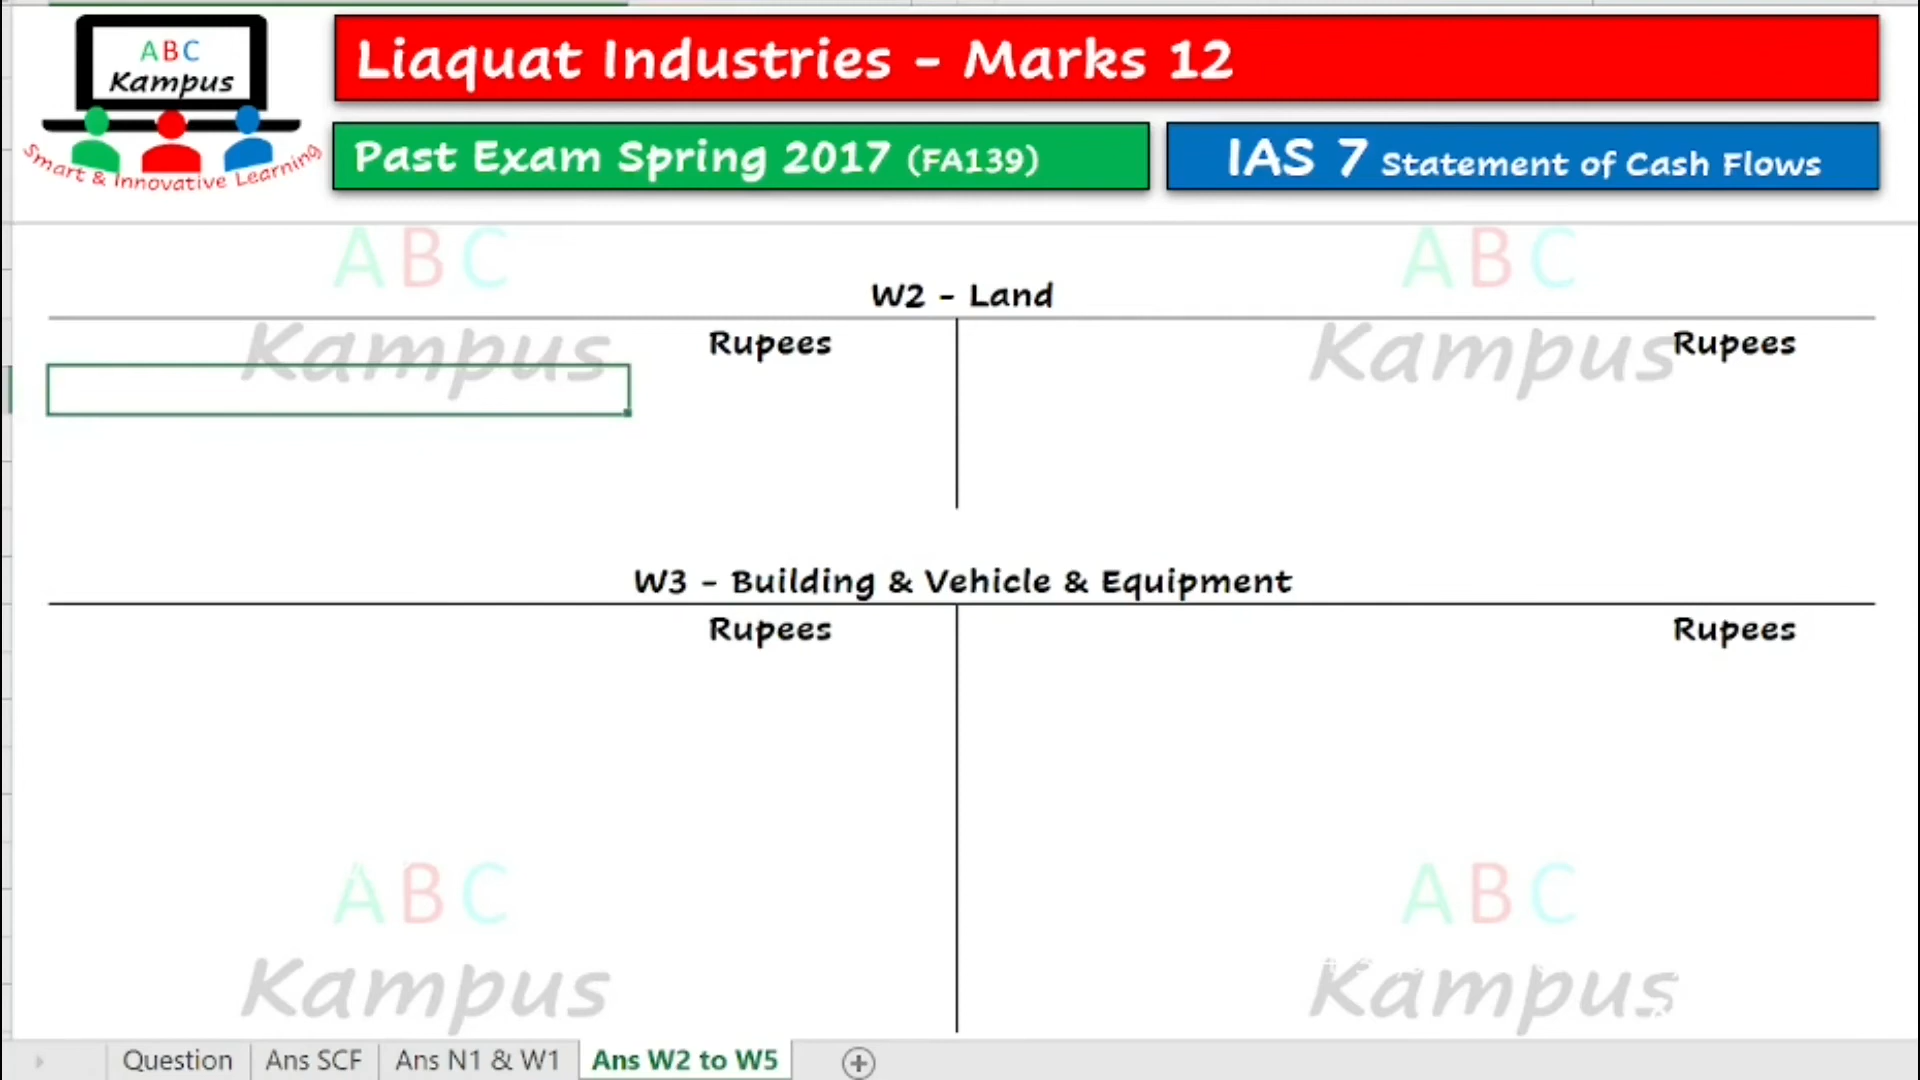 ABC
Kampus
Smart & Innovative Learning
Liaquat Industries - Marks 12
Past Exam Spring 2017 (FA139)
IAS 7 Statement of Cash Flows
ABC
Kampus
ABC
Kampus
W2 - Land
Rupees
Rupees
W3 - Building & Vehicle & Equipment
Rupees
Rupees
ABC
Kampus
ABC
Kampus
Question
Ans SCF
Ans N1 & W1
Ans W2 to W5